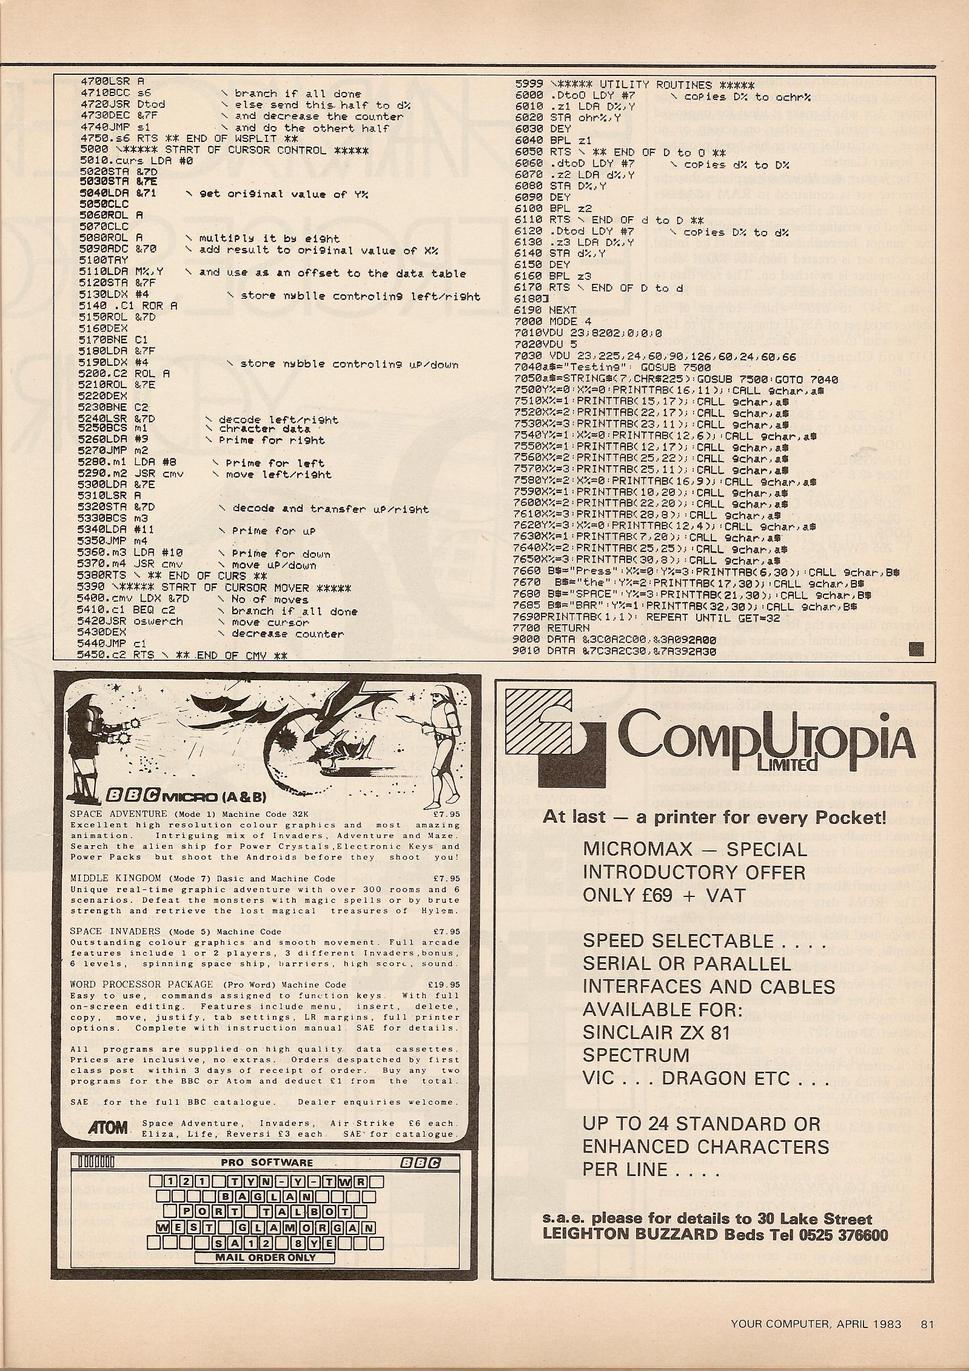 4700LSR A
4710BCC s6 \ branch if all done
4720JSR Dtod \ else send this half to d%
4730DEC &7F \ and decrease the counter
4740JMP s1 \ and do the othert half
4750.s6 RTS ** END OF WSPLIT **
5000 \***** START OF CURSOR CONTROL *****
5010.curs LDA #0
5020STA &7D
5030STA &7E
5040LDA &71 \ get original value of Y%
5050CLC
5060ROL A
5070CLC
5080ROL A \ multiply it by eight
5090ADC &70 \ add result to original value of X%
5100TAY
5110LDA M%,Y \ and use as an offset to the data table
5120STA &7F
5130LDX #4 \ store nybble controling left/right
5140 .C1 ROR A
5150ROL &7D
5160DEX
5170BNE C1
5180LDA &7F
5190LDX #4 \ store nybble controling up/down
5200.C2 ROL A
5210ROL &7E
5220DEX
5230BNE C2
5240LSR &7D \ decode left/right
5250BCS m1 \ chracter data
5260LDA #9 \ Prime for right
5270JMP m2
5280.m1 LDA #8 \ Prime for left
5290.m2 JSR cmv \ move left/right
5300LDA &7E
5310LSR A
5320STA &7D \ decode and transfer up/right
5330BCS m3
5340LDA #11 \ Prime for up
5350JMP m4
5360.m3 LDA #10 \ Prime for down
5370.m4 JSR cmv \ move up/down
5380RTS \ ** END OF CURS **
5390 \***** START OF CURSOR MOVER *****
5400.cmv LDX &7D \ No of moves
5410.c1 BEQ c2 \ branch if all done
5420JSR oswerch \ move cursor
5430DEX \ decrease counter
5440JMP c1
5450.c2 RTS \ ** END OF CMV **
5999 \***** UTILITY ROUTINES *****
6000 .DtoO LDY #7 \ copies D% to ochr%
6010 .z1 LDA D%,Y
6020 STA ohr%,Y
6030 DEY
6040 BPL z1
6050 RTS \ ** END OF D to O **
6060 .dtoD LDY #7 \ copies d% to D%
6070 .z2 LDA d%,Y
6080 STA D%,Y
6090 DEY
6100 BPL z2
6110 RTS \ END OF d to D **
6120 .Dtod LDY #7 \ copies D% to d%
6130 .z3 LDA D%,Y
6140 STA d%,Y
6150 DEY
6160 BPL z3
6170 RTS \ END OF D to d
6180]
6190 NEXT
7000 MODE 4
7010VDU 23;8202;0;0;0
7020VDU 5
7030 VDU 23,225,24,60,90,126,60,24,60,66
7040a$="Testing": GOSUB 7500
7050a$=STRING$(7,CHR$225):GOSUB 7500:GOTO 7040
7500Y%=0:X%=0:PRINTTAB(16,11);:CALL gchar,a$
7510X%=1:PRINTTAB(15,17);:CALL gchar,a$
7520X%=2:PRINTTAB(22,17);:CALL gchar,a$
7530X%=3:PRINTTAB(23,11);:CALL gchar,a$
7540Y%=1:X%=0:PRINTTAB(12,6);:CALL gchar,a$
7550X%=1:PRINTTAB(12,17);:CALL gchar,a$
7560X%=2:PRINTTAB(25,22);:CALL gchar,a$
7570X%=3:PRINTTAB(25,11);:CALL gchar,a$
7580Y%=2:X%=0:PRINTTAB(16,9);:CALL gchar,a$
7590X%=1:PRINTTAB(10,20);:CALL gchar,a$
7600X%=2:PRINTTAB(22,20);:CALL gchar,a$
7610X%=3:PRINTTAB(28,8);:CALL gchar,a$
7620Y%=3:X%=0:PRINTTAB(12,4);:CALL gchar,a$
7630X%=1:PRINTTAB(7,20);:CALL gchar,a$
7640X%=2:PRINTTAB(25,25);:CALL gchar,a$
7650X%=3:PRINTTAB(30,8);:CALL gchar,a$
7660 B$="Press":X%=0:Y%=3:PRINTTAB(6,30);:CALL gchar,B$
7670 B$="the":Y%=2:PRINTTAB(17,30);:CALL gchar,B$
7680 B$="SPACE":Y%=3:PRINTTAB(21,30);:CALL gchar,B$
7685 B$="BAR":Y%=1:PRINTTAB(32,30);:CALL gchar,B$
7690PRINTTAB(1,1): REPEAT UNTIL GET=32
7700 RETURN
9000 DATA &3C0A2C00,&3A092A00
9010 DATA &7C3A2C30,&7A392A30
BBC MICRO (A & B)
SPACE ADVENTURE (Mode 1) Machine Code 32K £7.95
Excellent high resolution colour graphics and most amazing
animation. Intriguing mix of Invaders, Adventure and Maze.
Search the alien ship for Power Crystals,Electronic Keys and
Power Packs but shoot the Androids before they shoot you!
MIDDLE KINGDOM (Mode 7) Basic and Machine Code £7.95
Unique real-time graphic adventure with over 300 rooms and 6
scenarios. Defeat the monsters with magic spells or by brute
strength and retrieve the lost magical treasures of Hylem.
SPACE INVADERS (Mode 5) Machine Code £7.95
Outstanding colour graphics and smooth movement. Full arcade
features include 1 or 2 players, 3 different Invaders,bonus,
6 levels, spinning space ship, barriers, high score, sound.
WORD PROCESSOR PACKAGE (Pro Word) Machine Code £19.95
Easy to use, commands assigned to function keys. With full
on-screen editing. Features include menu, insert, delete,
copy, move, justify, tab settings, LR margins, full printer
options. Complete with instruction manual SAE for details.
All programs are supplied on high quality data cassettes.
Prices are inclusive, no extras. Orders despatched by first
class post within 3 days of receipt of order. Buy any two
programs for the BBC or Atom and deduct £1 from the total.
SAE for the full BBC catalogue. Dealer enquiries welcome.
ATOM Space Adventure, Invaders, Air Strike £6 each.
Eliza, Life, Reversi £3 each SAE for catalogue.
PRO SOFTWARE BBC
121 TYN-Y-TWR
BAGLAN
PORT TALBOT
WEST GLAMORGAN
SA12 8YE
MAIL ORDER ONLY
COMPUTOPIA
LIMITED
At last — a printer for every Pocket!
MICROMAX — SPECIAL
INTRODUCTORY OFFER
ONLY £69 + VAT
SPEED SELECTABLE . . . .
SERIAL OR PARALLEL
INTERFACES AND CABLES
AVAILABLE FOR:
SINCLAIR ZX 81
SPECTRUM
VIC . . . DRAGON ETC . . .
UP TO 24 STANDARD OR
ENHANCED CHARACTERS
PER LINE . . . .
s.a.e. please for details to 30 Lake Street
LEIGHTON BUZZARD Beds Tel 0525 376600
YOUR COMPUTER, APRIL 1983 81